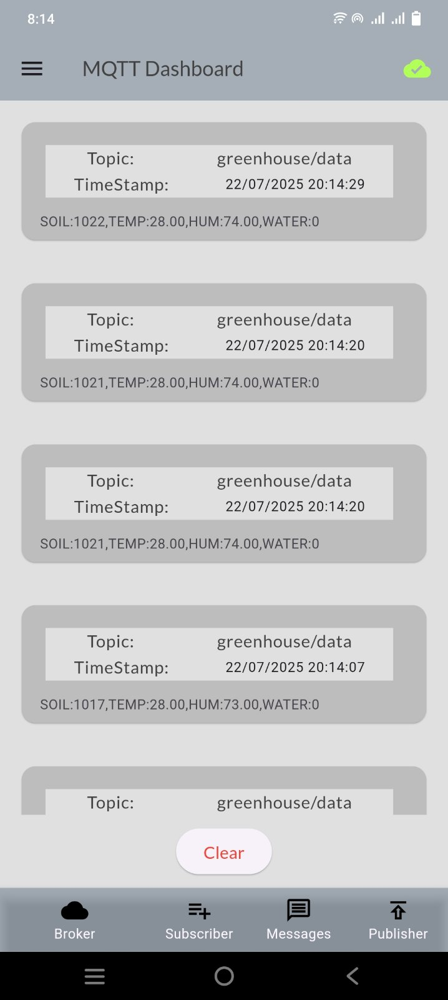 8:14
MQTT Dashboard
Topic: greenhouse/data
TimeStamp: 22/07/2025 20:14:29
SOIL:1022,TEMP:28.00,HUM:74.00,WATER:0
Topic: greenhouse/data
TimeStamp: 22/07/2025 20:14:20
SOIL:1021,TEMP:28.00,HUM:74.00,WATER:0
Topic: greenhouse/data
TimeStamp: 22/07/2025 20:14:20
SOIL:1021,TEMP:28.00,HUM:74.00,WATER:0
Topic: greenhouse/data
TimeStamp: 22/07/2025 20:14:07
SOIL:1017,TEMP:28.00,HUM:73.00,WATER:0
Topic: greenhouse/data
Clear
Broker Subscriber Messages Publisher